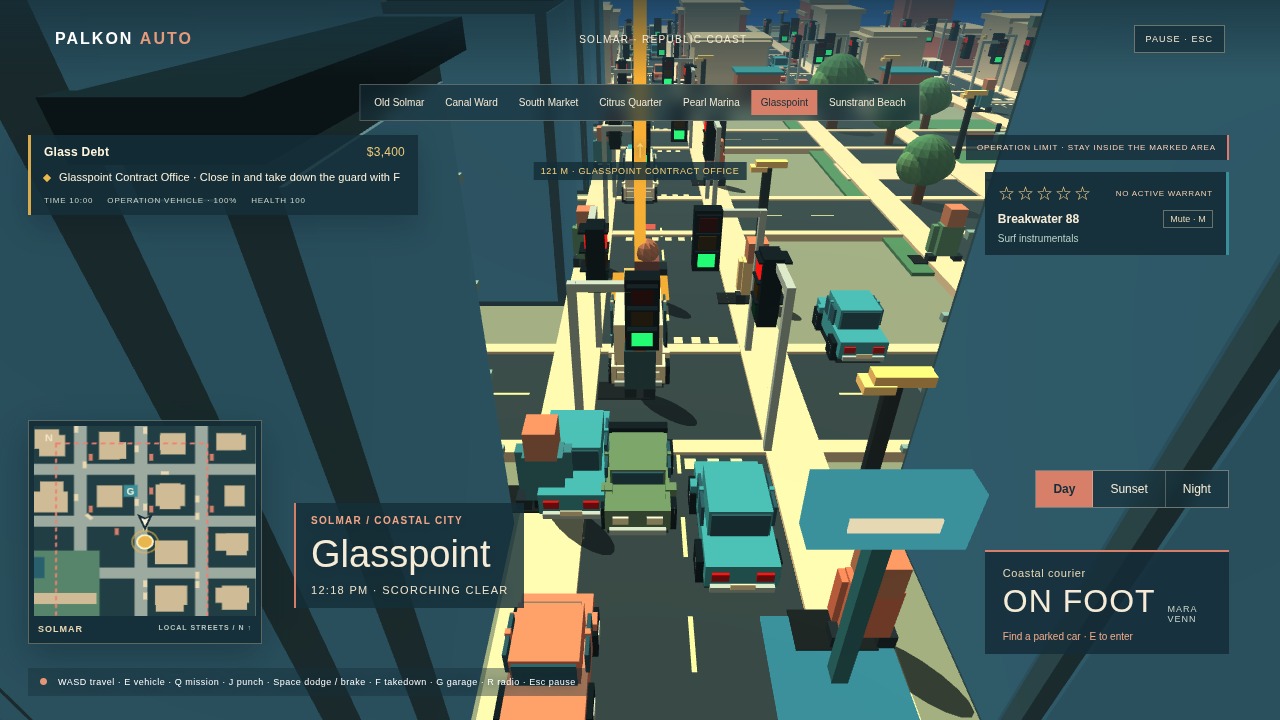 PALKON AUTO
SOLMAR · REPUBLIC COAST
PAUSE · ESC
Old Solmar Canal Ward South Market Citrus Quarter Pearl Marina Glasspoint Sunstrand Beach
Glass Debt $3,400
Glasspoint Contract Office · Close in and take down the guard with F
TIME 10:00 OPERATION VEHICLE · 100% HEALTH 100
121 M · GLASSPOINT CONTRACT OFFICE
OPERATION LIMIT · STAY INSIDE THE MARKED AREA
☆☆☆☆☆ NO ACTIVE WARRANT
Breakwater 88 Mute · M
Surf instrumentals
N
G
SOLMAR LOCAL STREETS / N ↑
SOLMAR / COASTAL CITY
Glasspoint
12:18 PM · SCORCHING CLEAR
Day Sunset Night
Coastal courier
ON FOOT MARA VENN
Find a parked car · E to enter
WASD travel · E vehicle · Q mission · J punch · Space dodge / brake · F takedown · G garage · R radio · Esc pause